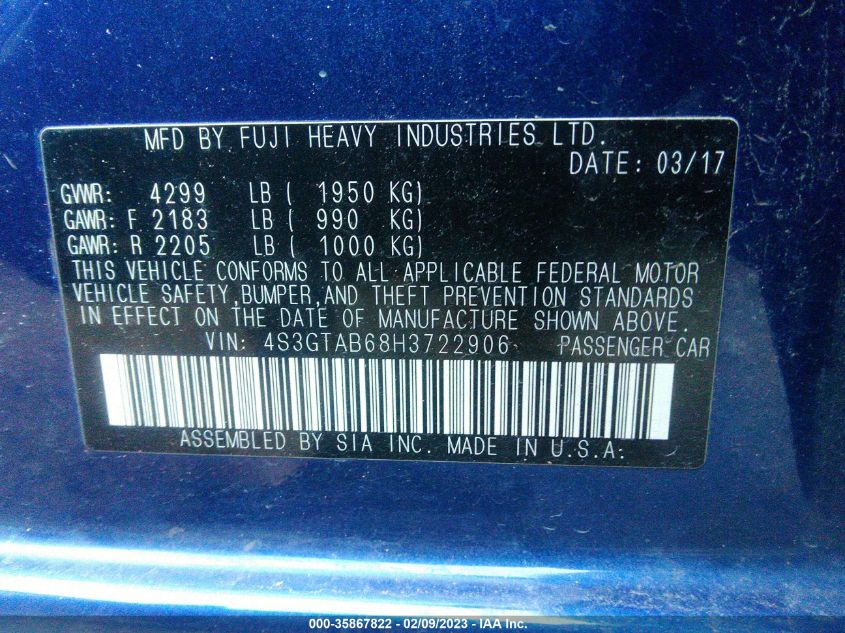 MFD BY FUJI HEAVY INDUSTRIES LTD.
DATE: 03/17
GVWR: 4299 LB ( 1950 KG)
GAWR: F 2183 LB ( 990 KG)
GAWR: R 2205 LB ( 1000 KG)
THIS VEHICLE CONFORMS TO ALL APPLICABLE FEDERAL MOTOR
VEHICLE SAFETY,BUMPER,AND THEFT PREVENTION STANDARDS
IN EFFECT ON THE DATE OF MANUFACTURE SHOWN ABOVE.
VIN: 4S3GTAB68H3722906 PASSENGER CAR
ASSEMBLED BY SIA INC. MADE IN U.S.A.
000-35867822 - 02/09/2023 - IAA Inc.